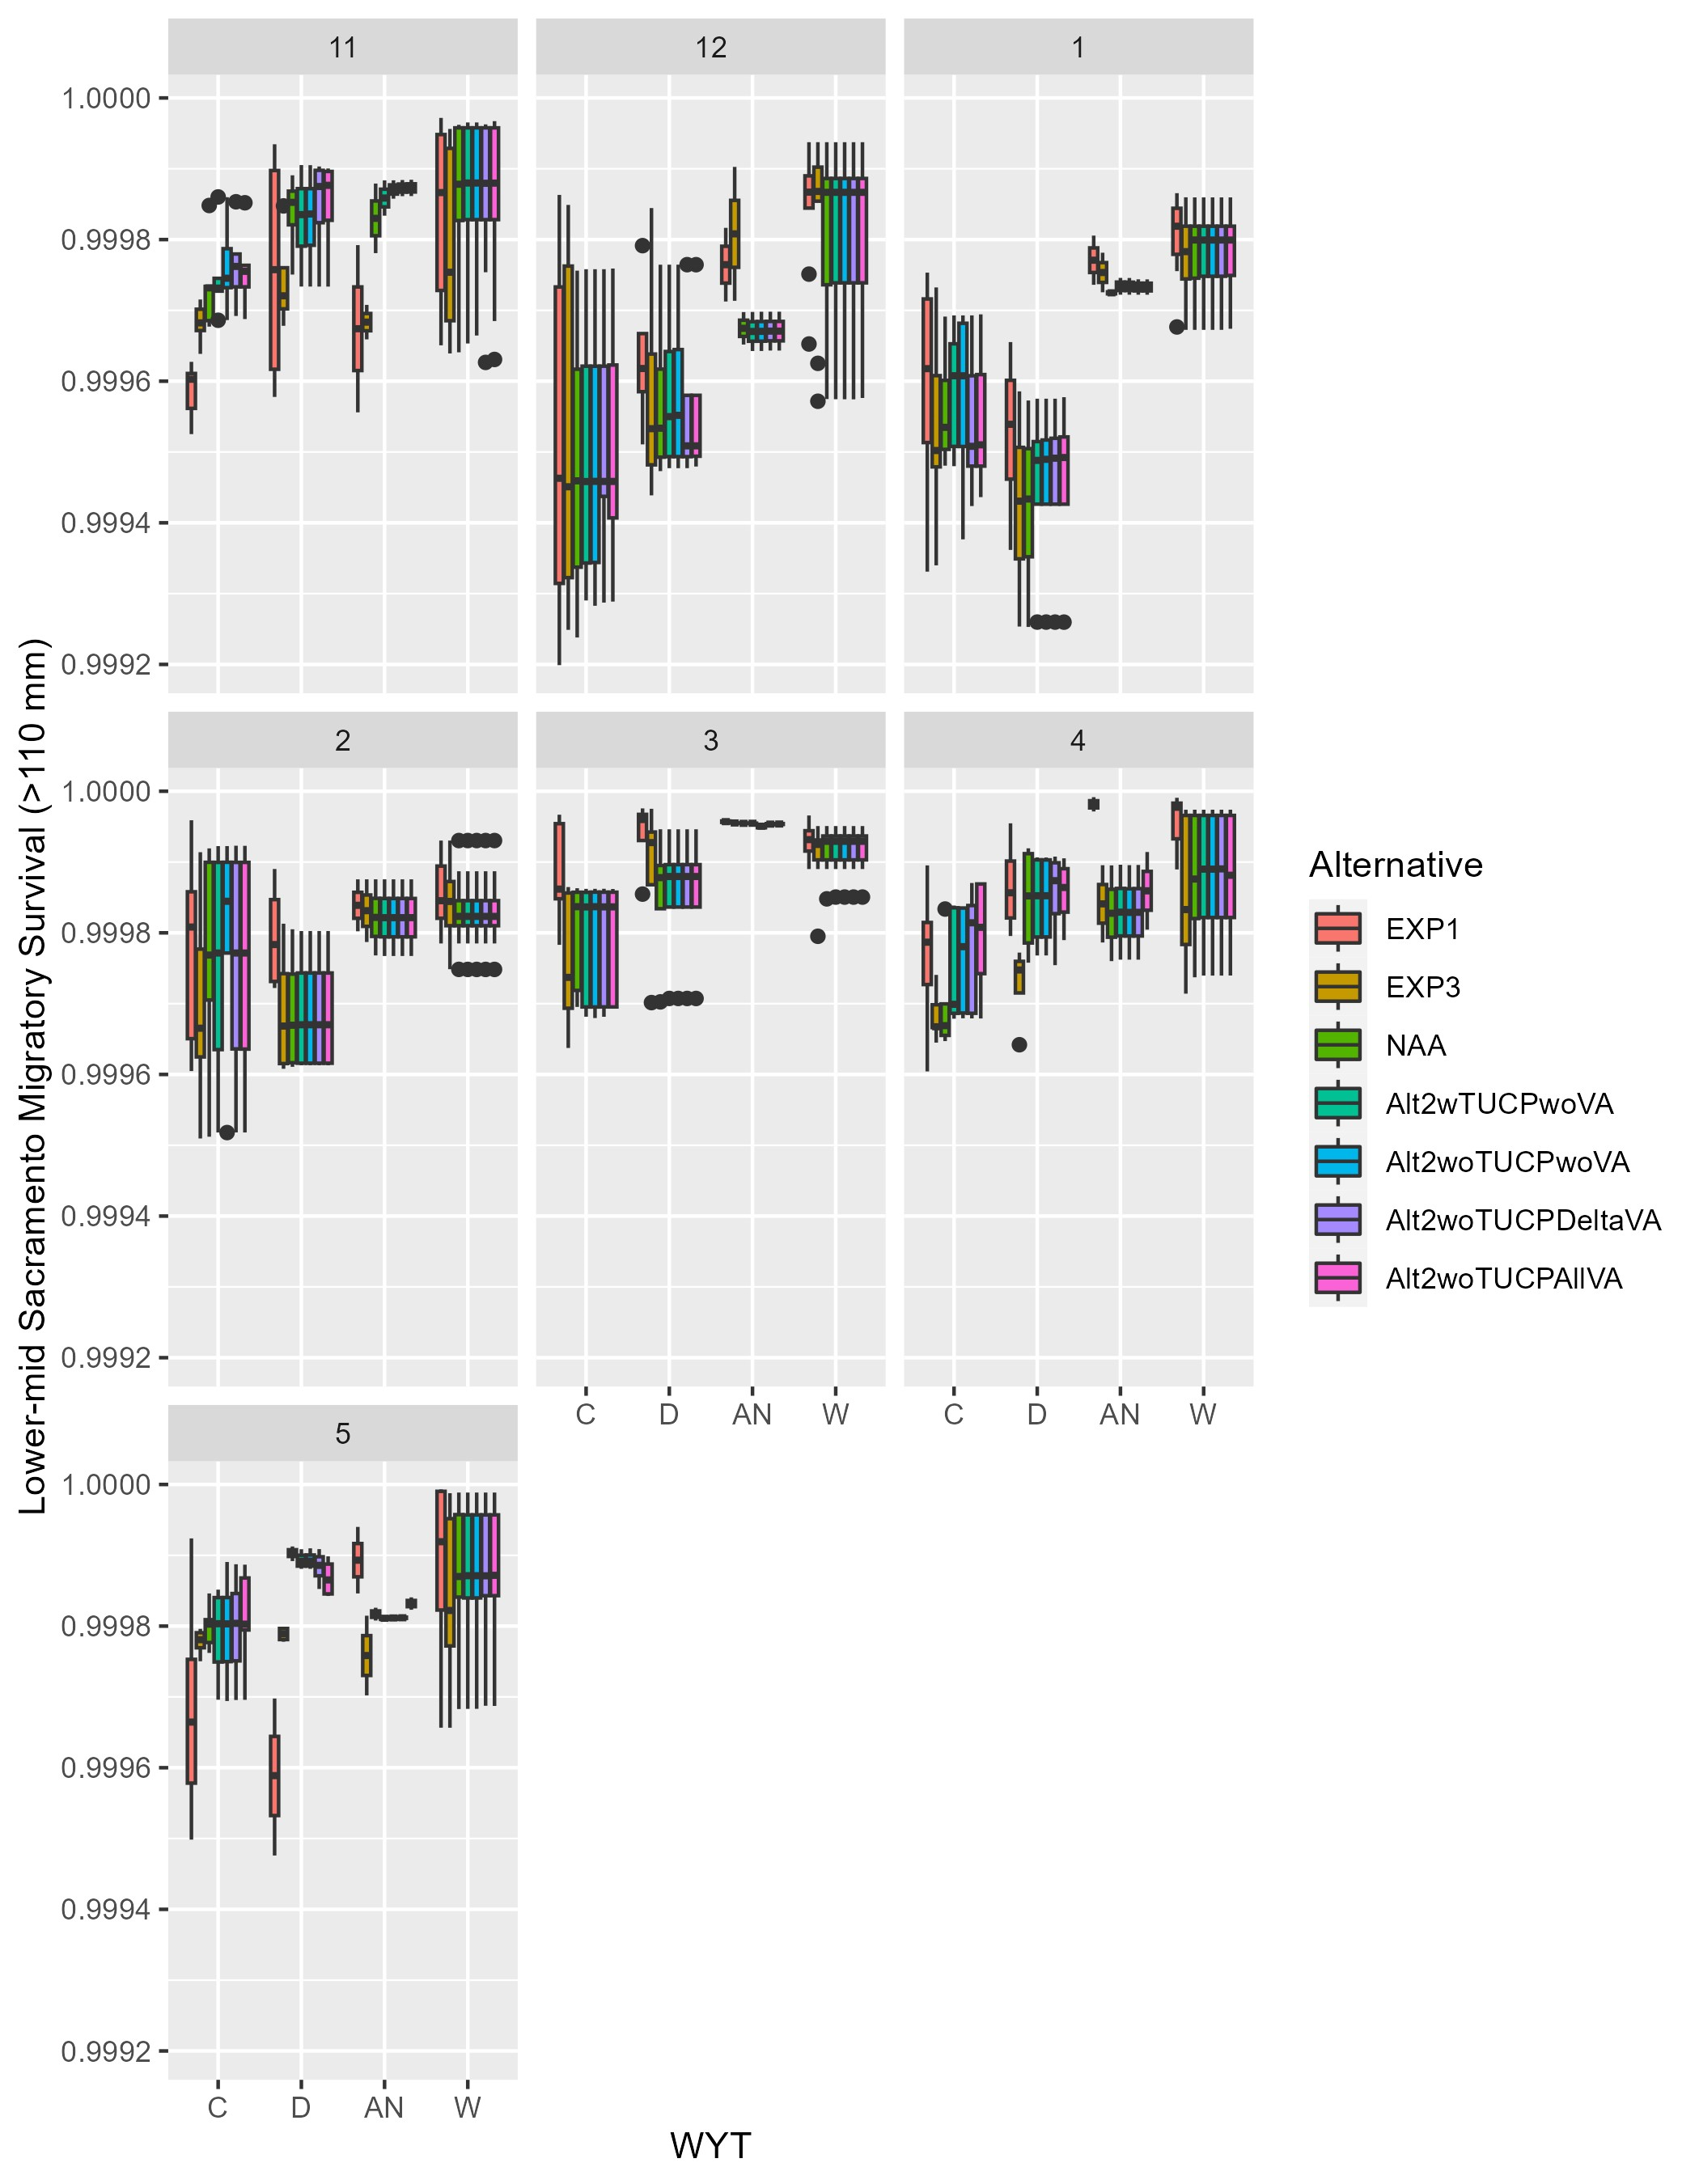 11
12
1
1.0000
0.9998
0.9996
0.9994
0.9992
2
3
4
1.0000
0.9998
0.9996
0.9994
0.9992
C D AN W
C D AN W
5
1.0000
0.9998
0.9996
0.9994
0.9992
C D AN W
WYT
Lower-mid Sacramento Migratory Survival (>110 mm)
Alternative
EXP1
EXP3
NAA
Alt2wTUCPwoVA
Alt2woTUCPwoVA
Alt2woTUCPDeltaVA
Alt2woTUCPAllVA